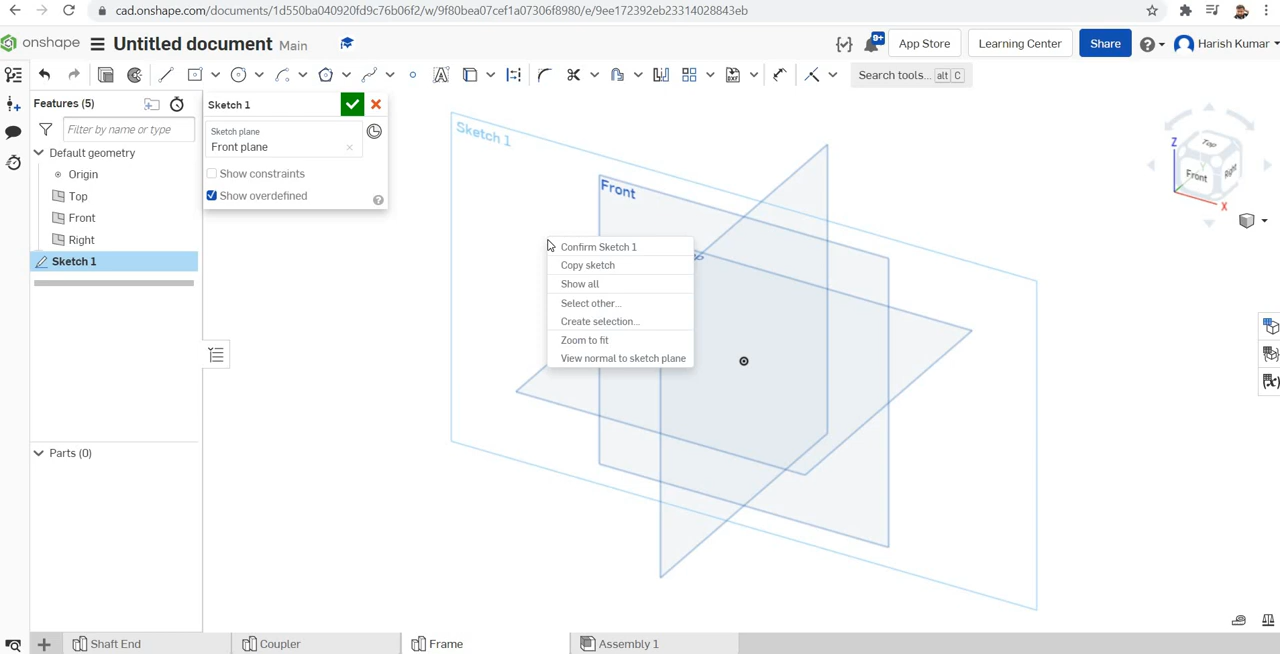 cad.onshape.com/documents/1d550ba040920fd9c76b06f2/w/9f80bea07cef1a07306f8980/e/9ee172392eb23314028843eb
onshape Untitled document Main 9+ App Store Learning Center Share Harish Kumar
Search tools... alt C
Features (5)
Filter by name or type
Default geometry
Origin
Top
Front
Right
Sketch 1
Parts (0)
Sketch 1
Sketch plane
Front plane
Show constraints
Show overdefined
Sketch 1
Front
Confirm Sketch 1
Copy sketch
Show all
Select other...
Create selection...
Zoom to fit
View normal to sketch plane
Z
Top
Front
Right
X
Shaft End
Coupler
Frame
Assembly 1